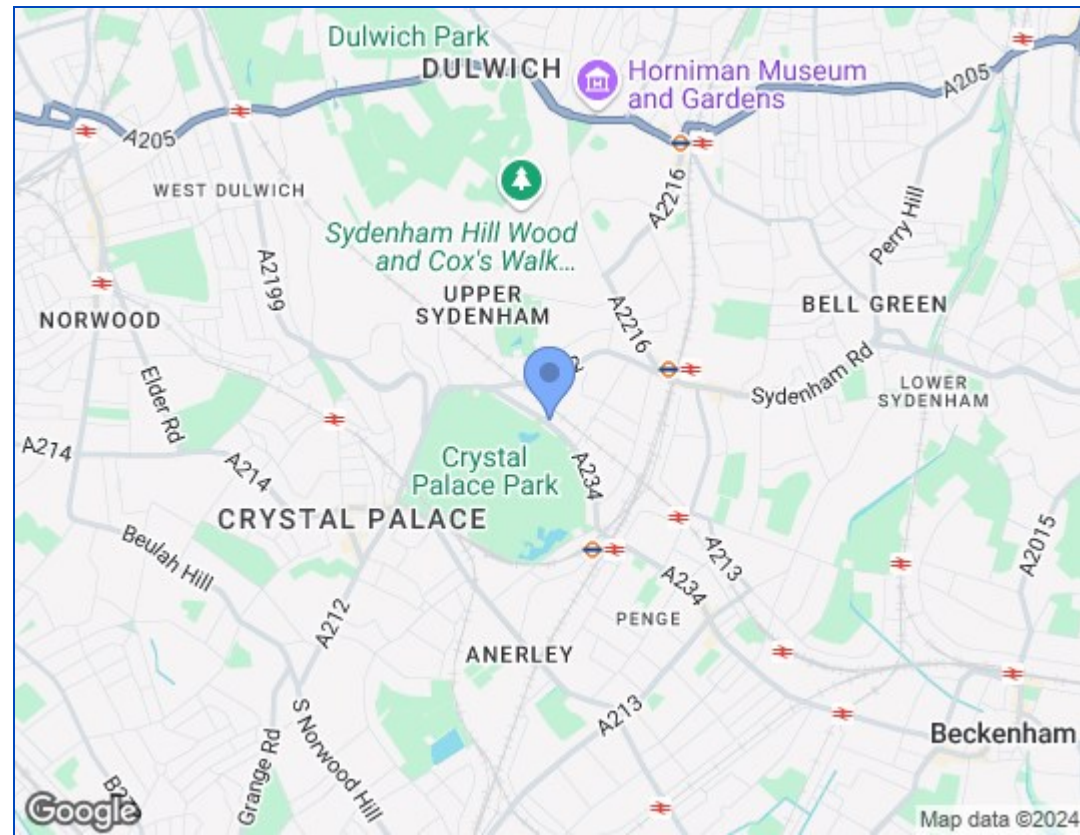 Dulwich Park
DULWICH
Horniman Museum
and Gardens
A205
A205
WEST DULWICH
A2216
Perry Hill
Sydenham Hill Wood
and Cox's Walk...
A2199
UPPER
SYDENHAM
BELL GREEN
A2216
NORWOOD
Sydenham Rd
LOWER
SYDENHAM
Elder Rd
A214
A214
Crystal
Palace Park
A234
CRYSTAL PALACE
A2015
Beulah Hill
A213
A234
A212
PENGE
ANERLEY
A213
S Norwood Hill
Grange Rd
Beckenham
Google
Map data ©2024